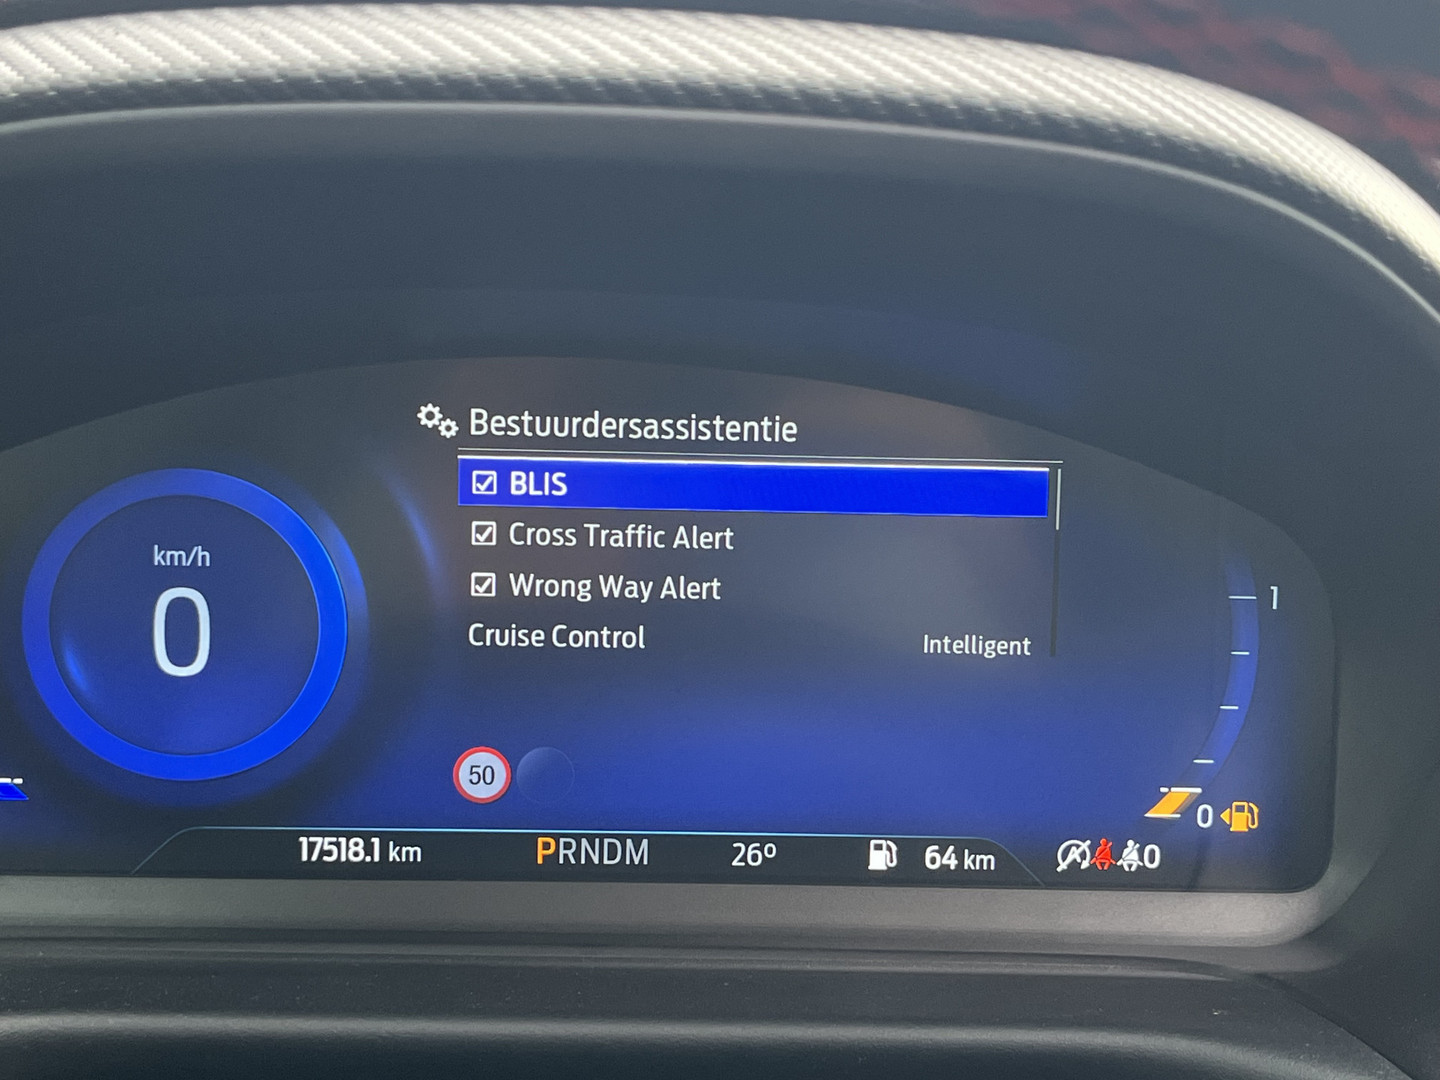 Bestuurdersassistentie
BLIS
Cross Traffic Alert
Wrong Way Alert
Cruise Control Intelligent
km/h
0
1
50
0
17518.1 km PRNDM 26º 64 km 0